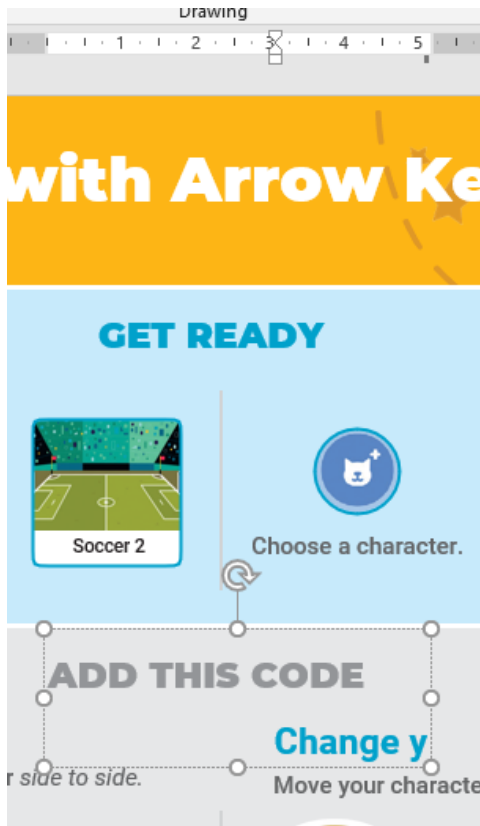 Drawing
1 2 3 4 5
with Arrow Ke
GET READY
Soccer 2
Choose a character.
ADD THIS CODE
Change y
r side to side.
Move your characte